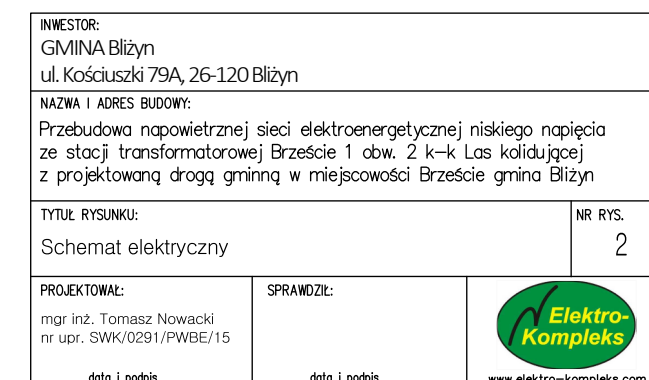 INWESTOR:
GMINA Bliżyn
ul. Kościuszki 79A, 26-120 Bliżyn
NAZWA I ADRES BUDOWY:
Przebudowa napowietrznej sieci elektroenergetycznej niskiego napięcia
ze stacji transformatorowej Brzeście 1 obw. 2 k-k Las kolidującej
z projektowaną drogą gminną w miejscowości Brzeście gmina Bliżyn
TYTUŁ RYSUNKU:
NR RYS.
Schemat elektryczny
2
PROJEKTOWAŁ:
SPRAWDZIŁ:
mgr inż. Tomasz Nowacki
nr upr. SWK/0291/PWBE/15
Elektro-
Kompleks
data i podpis
data i podpis
www.elektro-kompleks.com